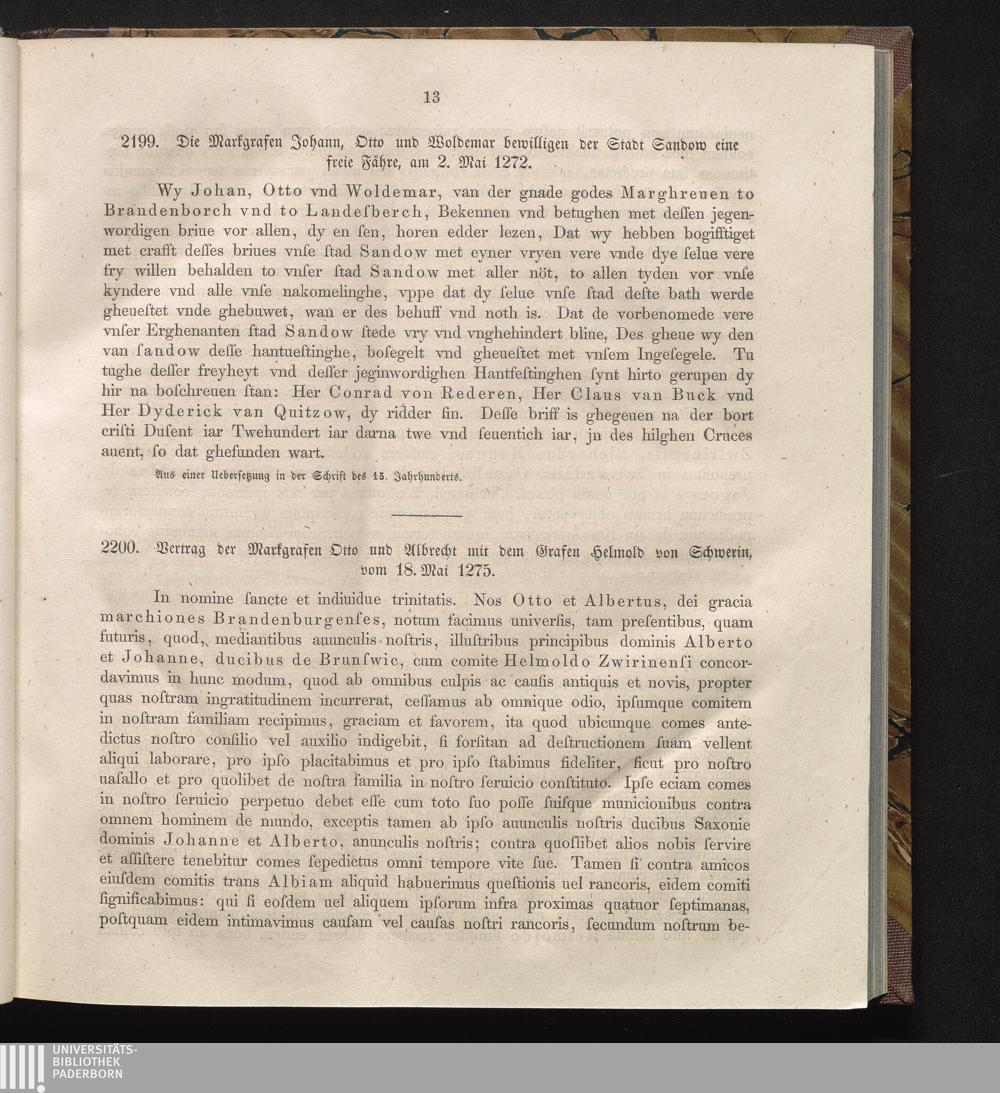 13
2199. Die Markgrafen Johann, Otto und Woldemar bewilligen der Stadt Sandow eine
freie Fähre, am 2. Mai 1272.
Wy Johan, Otto vnd Woldemar, van der gnade godes Marghreuen to
Brandenborch vnd to Landeſberch, Bekennen vnd betughen met deſſen jegen-
wordigen briue vor allen, dy en ſen, horen edder lezen, Dat wy hebben bogifftiget
met crafft deſſes briues vnſe ſtad Sandow met eyner vryen vere vnde dye ſelue vere
fry willen behalden to vnſer ſtad Sandow met aller nöt, to allen tyden vor vnſe
kyndere vnd alle vnſe nakomelinghe, vppe dat dy ſelue vnſe ſtad deſte bath werde
gheueſtet vnde ghebuwet, wan er des behuff vnd noth is. Dat de vorbenomede vere
vnſer Erghenanten ſtad Sandow ſtede vry vnd vnghehindert bliue, Des gheue wy den
van ſandow deſſe hantueſtinghe, boſegelt vnd gheueſtet met vnſem Ingeſegele. Tu
tughe deſſer freyheyt vnd deſſer jeginwordighen Hantfeſtinghen ſynt hirto gerupen dy
hir na boſchreuen ſtan: Her Conrad von Rederen, Her Claus van Buck vnd
Her Dyderick van Quitzow, dy ridder ſin. Deſſe briff is ghegeuen na der bort
criſti Duſent iar Twehundert iar darna twe vnd ſeuentich iar, jn des hilghen Cruces
auent, ſo dat gheſunden wart.
Aus einer Ueberſetzung in der Schrift des 15. Jahrhunderts.
2200. Vertrag der Markgrafen Otto und Albrecht mit dem Grafen Helmold von Schwerin,
vom 18. Mai 1275.
In nomine ſancte et indiuidue trinitatis. Nos Otto et Albertus, dei gracia
marchiones Brandenburgenſes, notum facimus univerſis, tam preſentibus, quam
futuris, quod, mediantibus auunculis noſtris, illuſtribus principibus dominis Alberto
et Johanne, ducibus de Brunſwic, cum comite Helmoldo Zwirinenſi concor-
davimus in hunc modum, quod ab omnibus culpis ac cauſis antiquis et novis, propter
quas noſtram ingratitudinem incurrerat, ceſſamus ab omnique odio, ipſumque comitem
in noſtram familiam recipimus, graciam et favorem, ita quod ubicunque comes ante-
dictus noſtro conſilio vel auxilio indigebit, ſi forſitan ad deſtructionem ſuam vellent
aliqui laborare, pro ipſo placitabimus et pro ipſo ſtabimus fideliter, ſicut pro noſtro
uaſallo et pro quolibet de noſtra familia in noſtro ſeruicio conſtituto. Ipſe eciam comes
in noſtro ſeruicio perpetuo debet eſſe cum toto ſuo poſſe ſuiſque municionibus contra
omnem hominem de mundo, exceptis tamen ab ipſo auunculis noſtris ducibus Saxonie
dominis Johanne et Alberto, anunculis noſtris; contra quoſlibet alios nobis ſervire
et aſſiſtere tenebitur comes ſepedictus omni tempore vite ſue. Tamen ſi contra amicos
eiuſdem comitis trans Albiam aliquid habuerimus queſtionis uel rancoris, eidem comiti
ſignificabimus: qui ſi eoſdem uel aliquem ipſorum infra proximas quatuor ſeptimanas,
poſtquam eidem intimavimus cauſam vel cauſas noſtri rancoris, ſecundum noſtrum be-
UNIVERSITÄTS-
BIBLIOTHEK
PADERBORN